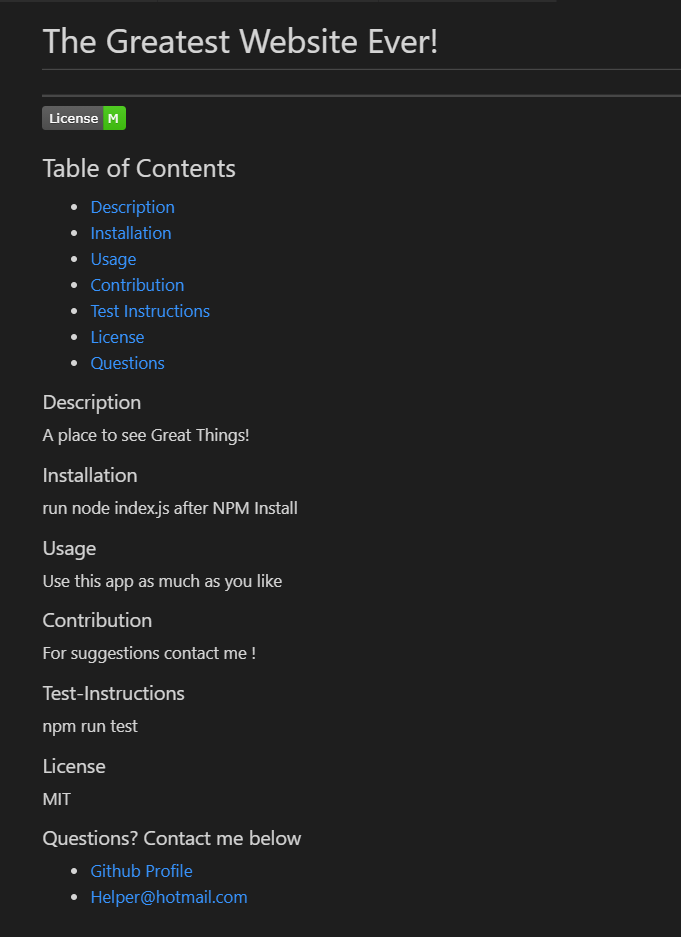 The Greatest Website Ever!
License M
Table of Contents
Description
Installation
Usage
Contribution
Test Instructions
License
Questions
Description
A place to see Great Things!
Installation
run node index.js after NPM Install
Usage
Use this app as much as you like
Contribution
For suggestions contact me !
Test-Instructions
npm run test
License
MIT
Questions? Contact me below
Github Profile
Helper@hotmail.com